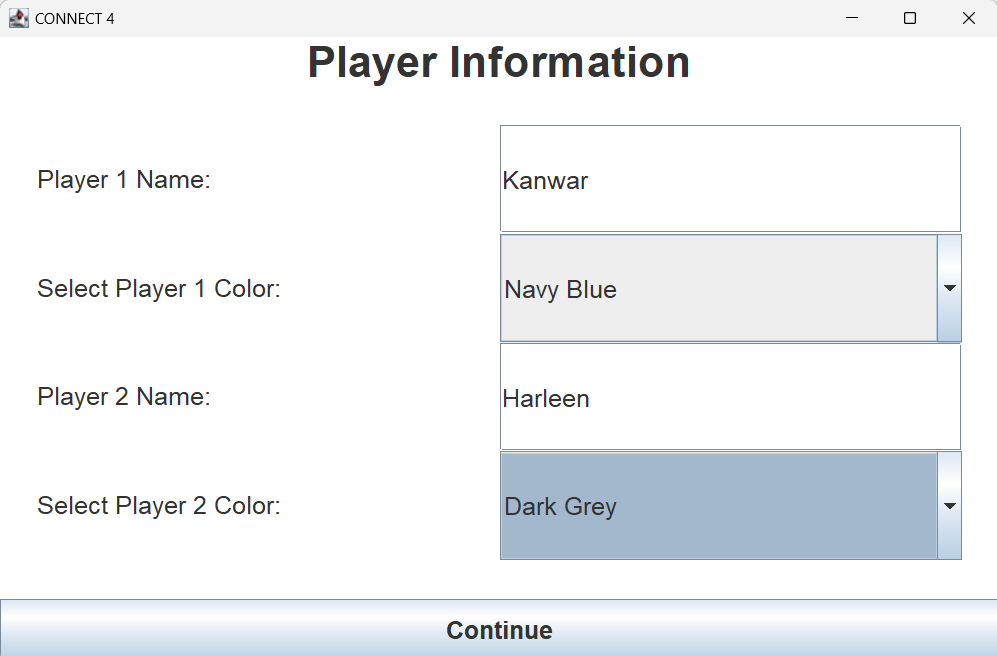 CONNECT 4
Player Information
Player 1 Name:
Kanwar
Select Player 1 Color:
Navy Blue
Player 2 Name:
Harleen
Select Player 2 Color:
Dark Grey
Continue